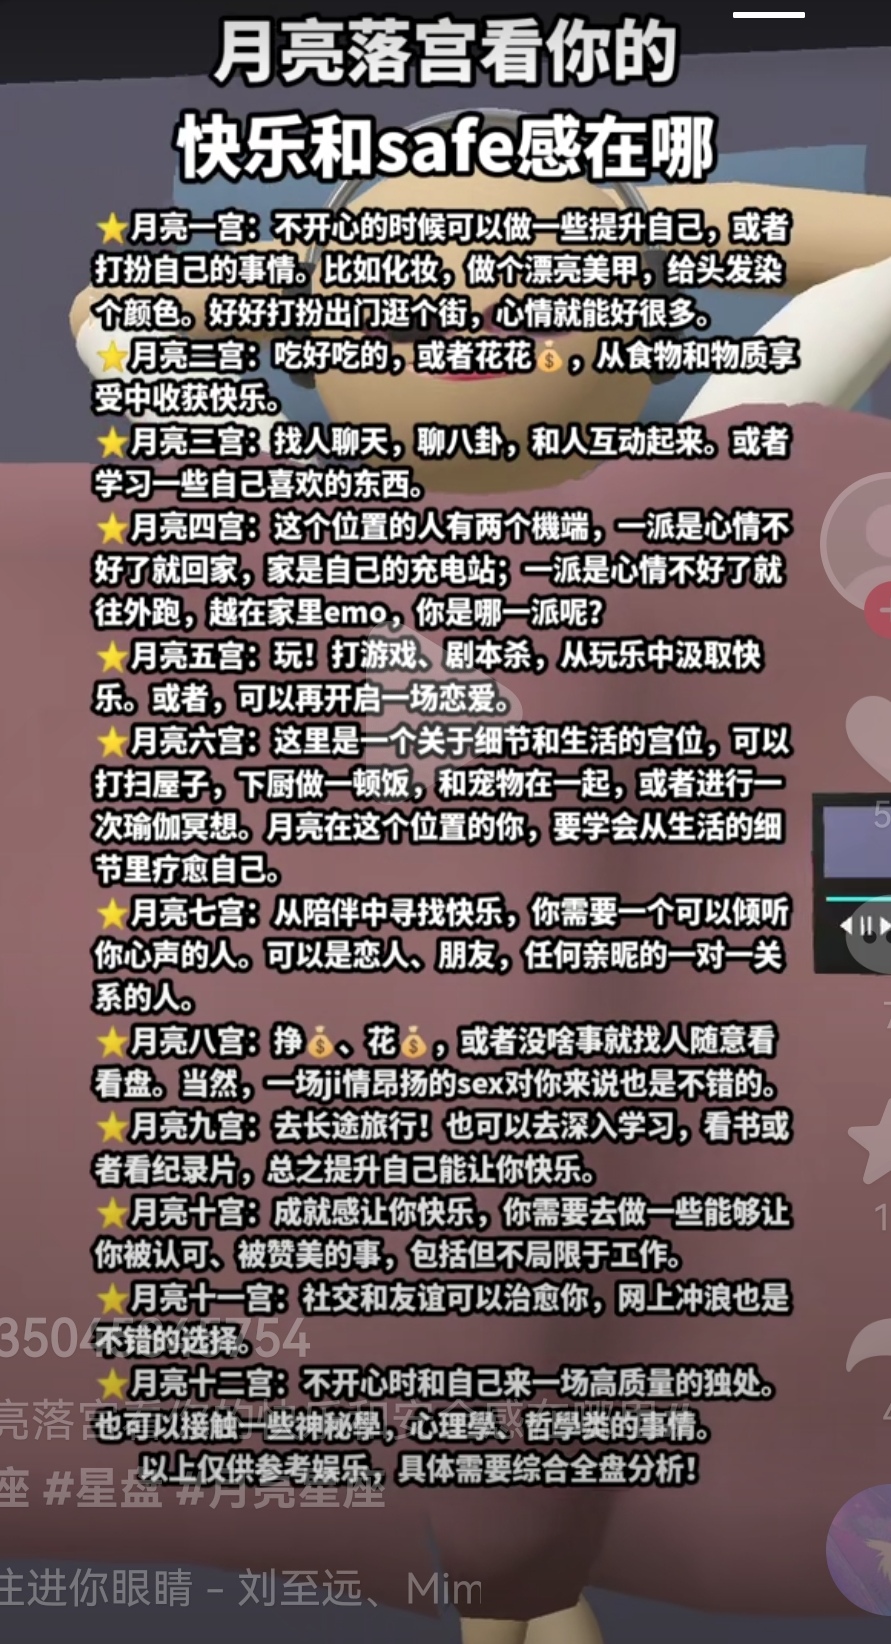 月亮落宫看你的
快乐和safe感在哪
⭐月亮一宫：不开心的时候可以做一些提升自己，或者
打扮自己的事情。比如化妆，做个漂亮美甲，给头发染
个颜色。好好打扮出门逛个街，心情就能好很多。
⭐月亮二宫：吃好吃的，或者花花💰，从食物和物质享
受中收获快乐。
⭐月亮三宫：找人聊天，聊八卦，和人互动起来。或者
学习一些自己喜欢的东西。
⭐月亮四宫：这个位置的人有两个機端，一派是心情不
好了就回家，家是自己的充电站；一派是心情不好了就
往外跑，越在家里emo，你是哪一派呢？
⭐月亮五宫：玩！打游戏、剧本杀，从玩乐中汲取快
乐。或者，可以再开启一场恋爱。
⭐月亮六宫：这里是一个关于细节和生活的宫位，可以
打扫屋子，下厨做一顿饭，和宠物在一起，或者进行一
次瑜伽冥想。月亮在这个位置的你，要学会从生活的细
节里疗愈自己。
⭐月亮七宫：从陪伴中寻找快乐，你需要一个可以倾听
你心声的人。可以是恋人、朋友，任何亲昵的一对一关
系的人。
⭐月亮八宫：挣💰、花💰，或者没啥事就找人随意看
看盘。当然，一场ji情昂扬的sex对你来说也是不错的。
⭐月亮九宫：去长途旅行！也可以去深入学习，看书或
者看纪录片，总之提升自己能让你快乐。
⭐月亮十宫：成就感让你快乐，你需要去做一些能够让
你被认可、被赞美的事，包括但不局限于工作。
⭐月亮十一宫：社交和友谊可以治愈你，网上冲浪也是
不错的选择。
⭐月亮十二宫：不开心时和自己来一场高质量的独处。
也可以接触一些神秘學，心理學、哲學类的事情。
以上仅供参考娱乐，具体需要综合全盘分析！
座 #星盘 #月亮星座
住进你眼睛 - 刘至远、Mim